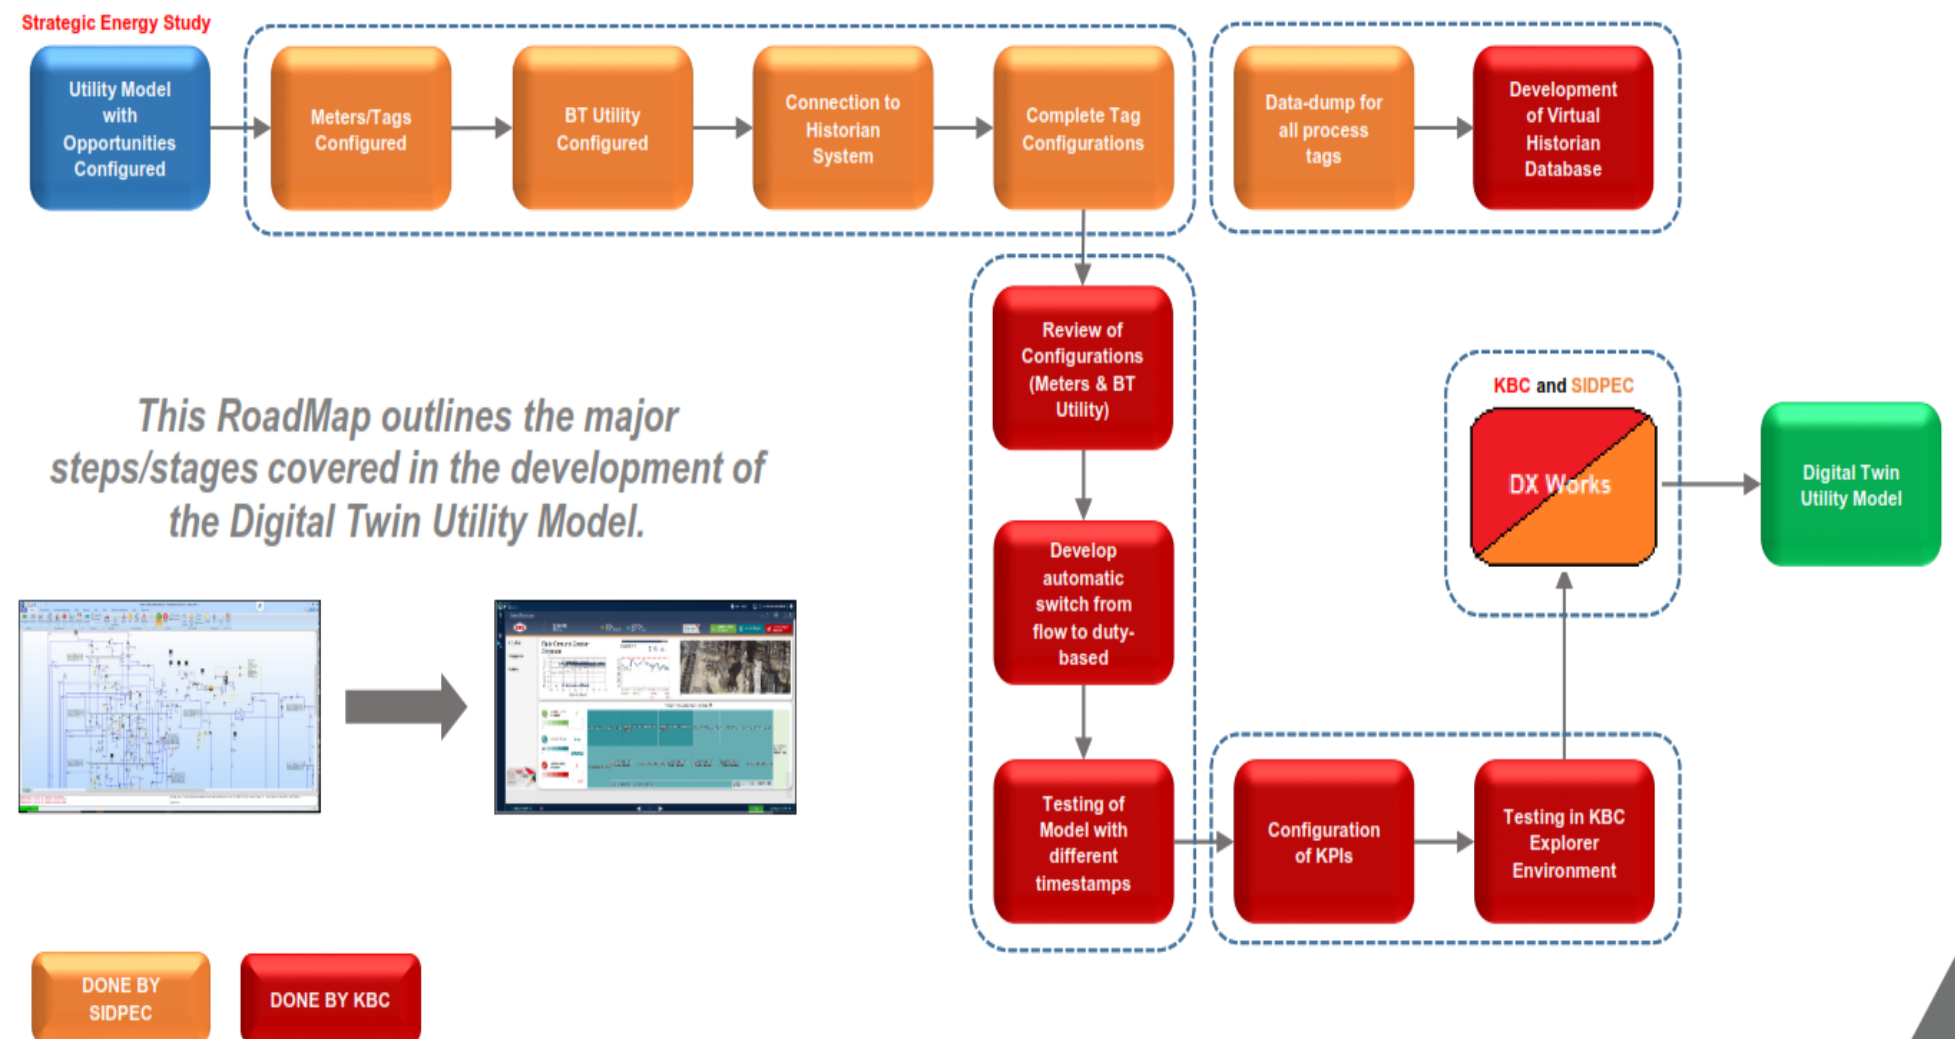 Strategic Energy Study
Utility Model
with
Opportunities
Configured
Meters/Tags
Configured
BT Utility
Configured
Connection to
Historian
System
Complete Tag
Configurations
Data-dump for
all process
tags
Development
of Virtual
Historian
Database
Review of
Configurations
(Meters & BT
Utility)
Develop
automatic
switch from
flow to duty-
based
Testing of
Model with
different
timestamps
Configuration
of KPIs
Testing in KBC
Explorer
Environment
KBC and SIDPEC
DX Works
Digital Twin
Utility Model
This RoadMap outlines the major
steps/stages covered in the development of
the Digital Twin Utility Model.
DONE BY
SIDPEC
DONE BY KBC